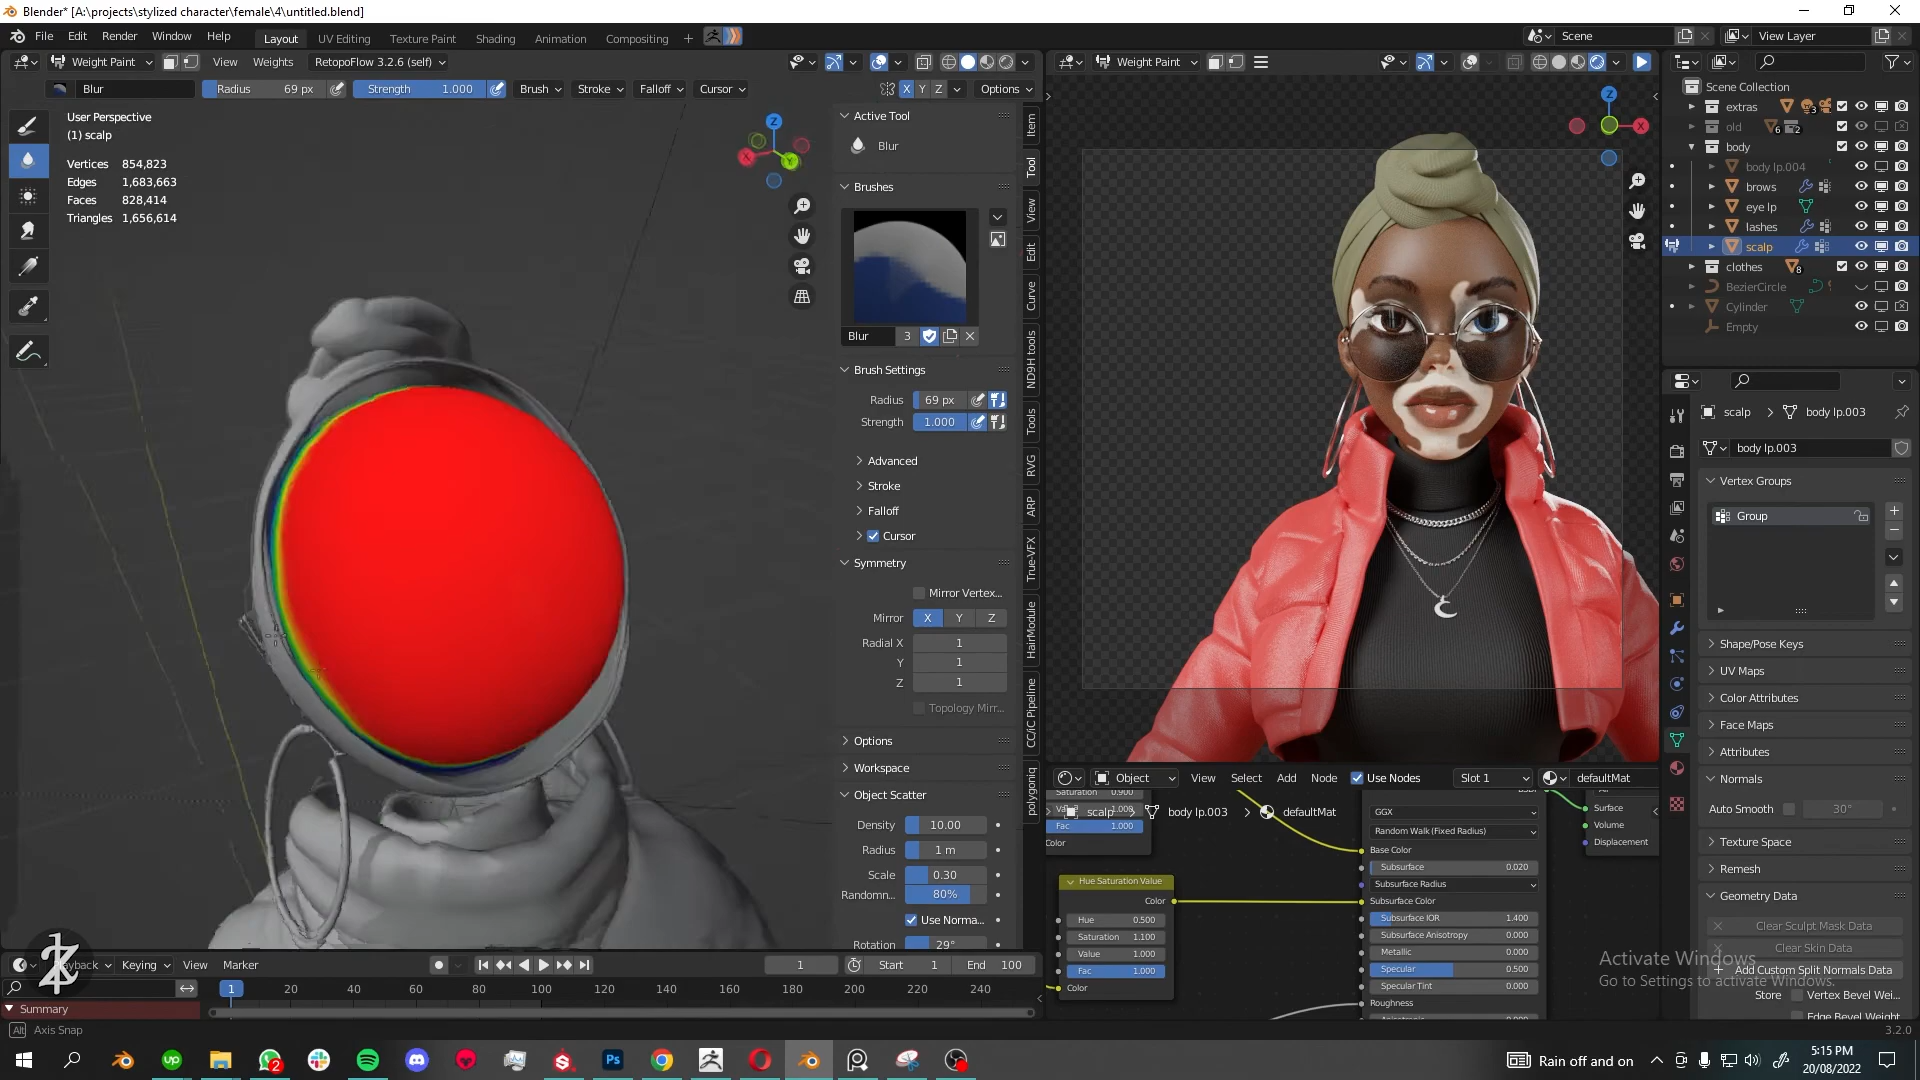 Blender* [A:\projects\stylized character\female\4\untitled.blend]
File Edit Render Window Help Layout UV Editing Texture Paint Shading Animation Compositing + Scene View Layer
Weight Paint View Weights RetopoFlow 3.2.6 (self) Weight Paint
Blur Radius 69 px Strength 1.000 Brush Stroke Falloff Cursor X Y Z Options
Scene Collection
extras 3
old 6 2
body
body lp.004
brows
eye lp
lashes
scalp
clothes 8
BezierCircle
Cylinder
Empty
User Perspective
(1) scalp
Vertices 854,823
Edges 1,683,663
Faces 828,414
Triangles 1,656,614
Z
X
Y
Active Tool
Blur
Brushes
Blur 3
Brush Settings
Radius 69 px
Strength 1.000
Advanced
Stroke
Falloff
Cursor
Symmetry
Mirror Vertex...
Mirror X Y Z
Radial X 1
Y 1
Z 1
Topology Mirr...
Options
Workspace
Object Scatter
Density 10.00
Radius 1 m
Scale 0.30
Randomn... 80%
Use Norma...
Rotation 29°
Item
Tool
View
Edit
Curve
ND9H tools
Tools
RVG
ARP
True-VFX
HairModule
CC/iC Pipeline
polygoniq
Z
X
scalp body lp.003
body lp.003
Vertex Groups
Group
Shape/Pose Keys
UV Maps
Color Attributes
Face Maps
Attributes
Normals
Auto Smooth 30°
Texture Space
Remesh
Geometry Data
Clear Sculpt Mask Data
Clear Skin Data
Add Custom Split Normals Data
Store Vertex Bevel Wei...
Edge Bevel Weight
Object View Select Add Node Use Nodes Slot 1 defaultMat
Saturation 0.900
1.000
Fac 1.000
Color
scalp body lp.003 defaultMat
Hue Saturation Value
Color
Hue 0.500
Saturation 1.100
Value 1.000
Fac 1.000
Color
GGX
Random Walk (Fixed Radius)
Base Color
Subsurface 0.020
Subsurface Radius
Subsurface Color
Subsurface IOR 1.400
Subsurface Anisotropy 0.000
Metallic 0.000
Specular 0.500
Specular Tint 0.000
Roughness
Surface
Volume
Displacement
Activate Windows
Go to Settings to activate Windows.
Playback Keying View Marker 1 Start 1 End 100
1 20 40 60 80 100 120 140 160 180 200 220 240
Summary
Alt Axis Snap 3.2.0
up 2 Ps Rain off and on 5:15 PM
20/08/2022